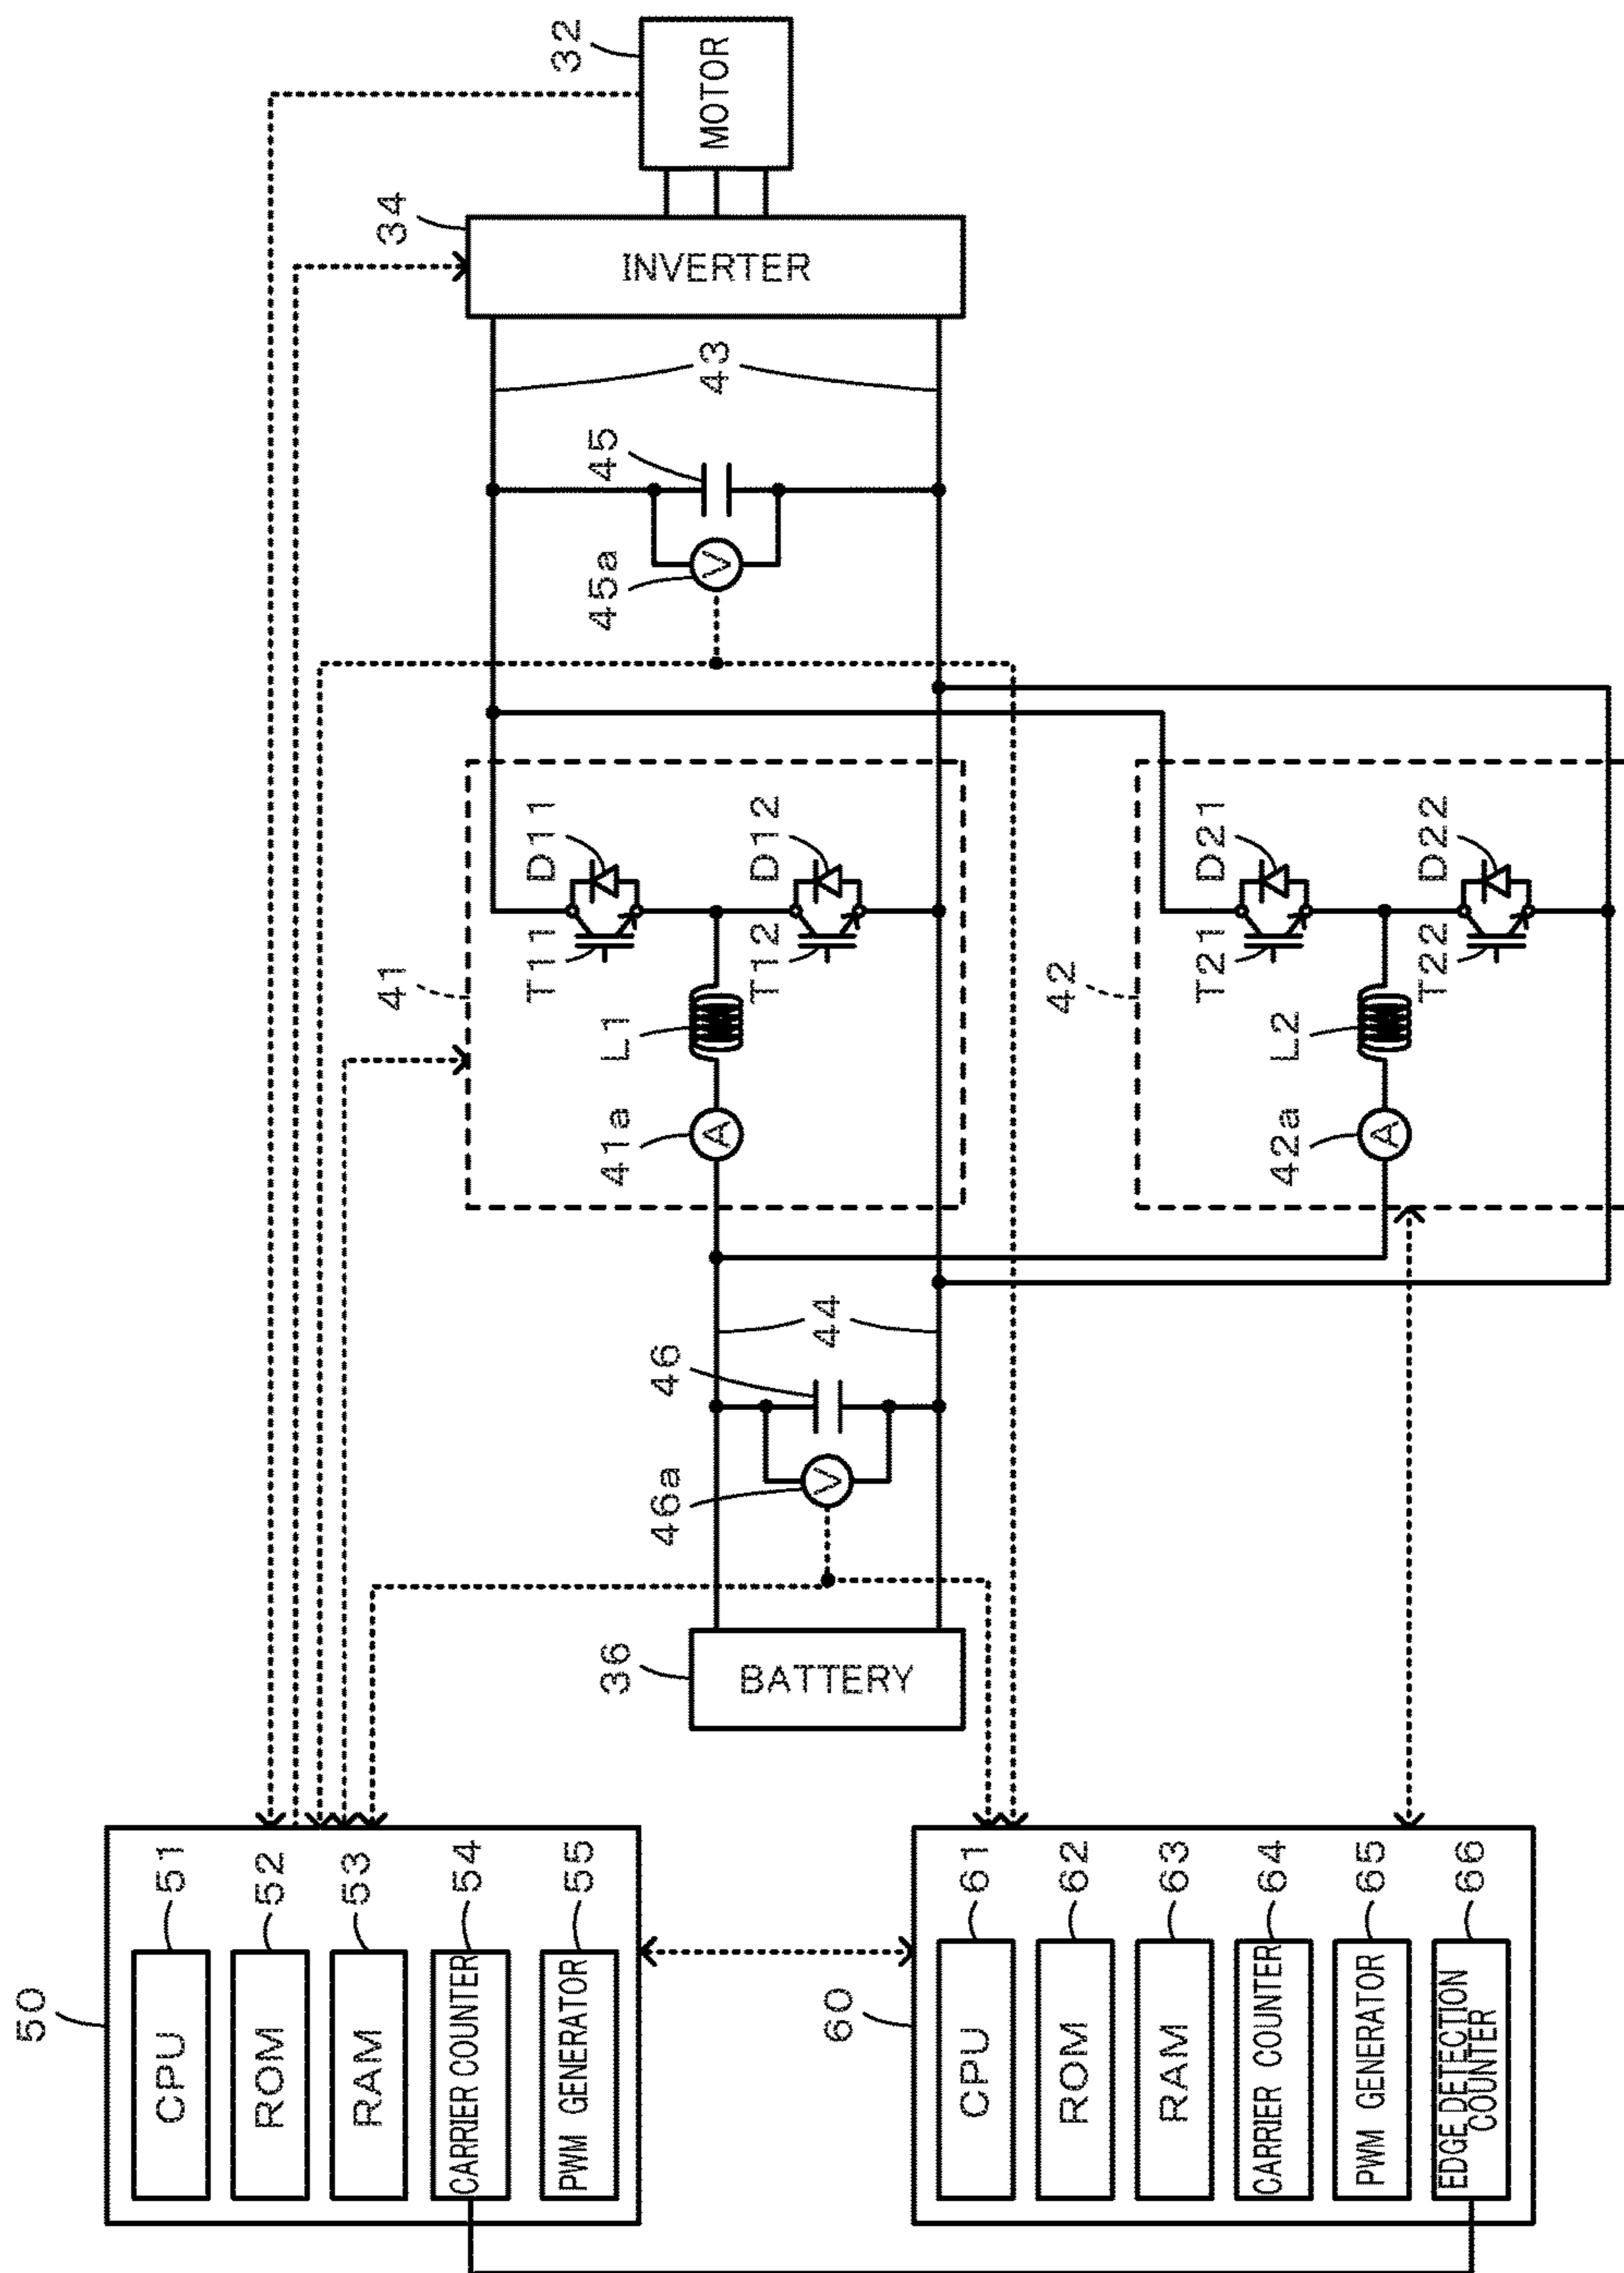 50
CPU
51
ROM
52
RAM
53
CARRIER COUNTER
54
PWM GENERATOR
55
60
CPU
61
ROM
62
RAM
63
CARRIER COUNTER
64
PWM GENERATOR
65
EDGE DETECTION
COUNTER
66
36
BATTERY
46a
V
46
44
41
41a
A
L1
T11
D11
T12
D12
42
42a
A
L2
T21
D21
T22
D22
45a
V
45
43
34
INVERTER
32
MOTOR